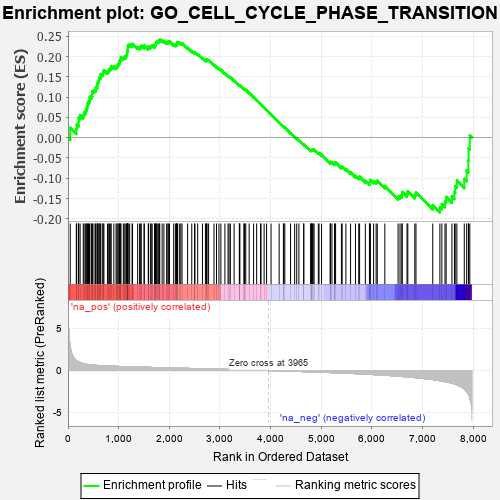 Enrichment plot: GO_CELL_CYCLE_PHASE_TRANSITION
Enrichment score (ES)
0.25
0.20
0.15
0.10
0.05
0.00
-0.05
-0.10
-0.15
-0.20
'na_pos' (positively correlated)
Ranked list metric (PreRanked)
5
0
-5
Zero cross at 3965
'na_neg' (negatively correlated)
0 1,000 2,000 3,000 4,000 5,000 6,000 7,000 8,000
Rank in Ordered Dataset
Enrichment profile Hits Ranking metric scores